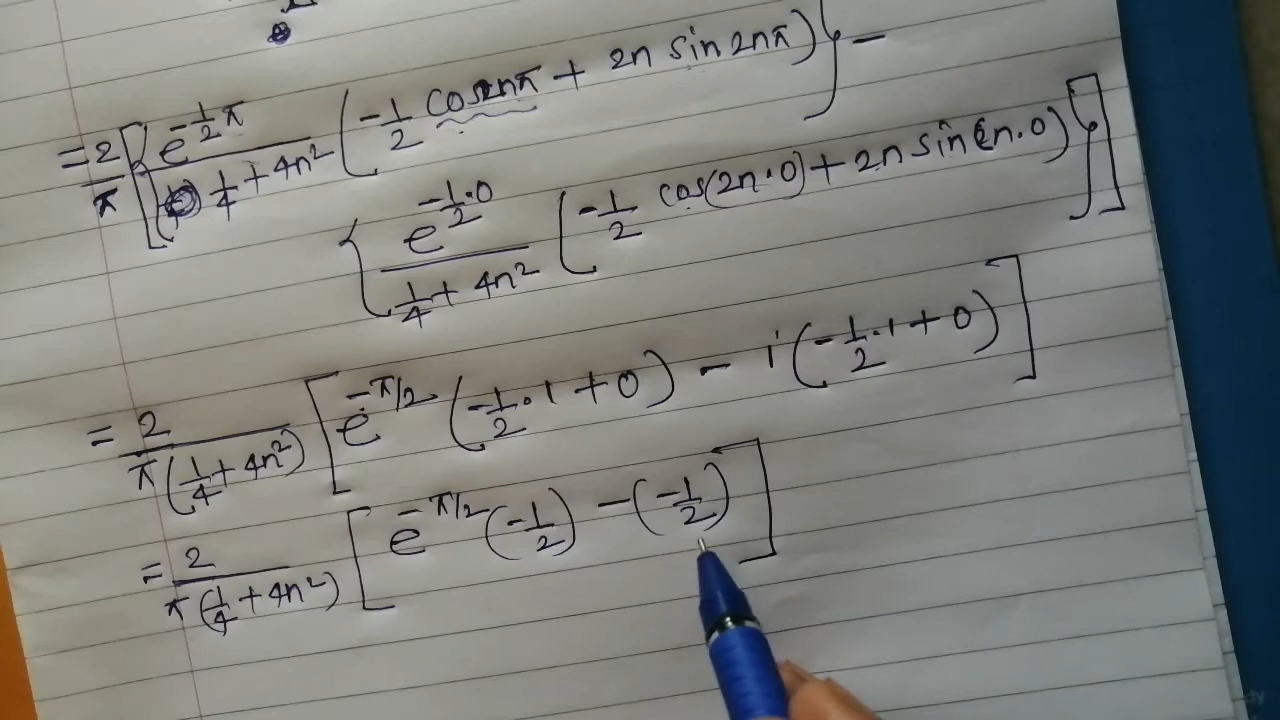 = 2/π [ { e^(-1/2 π) / (1/4 + 4n²) ( -1/2 cos2nπ + 2n sin 2nπ ) } -
{ e^(-1/2·0) / (1/4 + 4n²) ( -1/2 cos(2n·0) + 2n sin(2n·0) ) } ]
= 2 / π(1/4 + 4n²) [ e^(-π/2) ( -1/2·1 + 0 ) - 1 ( -1/2·1 + 0 ) ]
= 2 / π(1/4 + 4n²) [ e^(-π/2) (-1/2) - (-1/2) ]